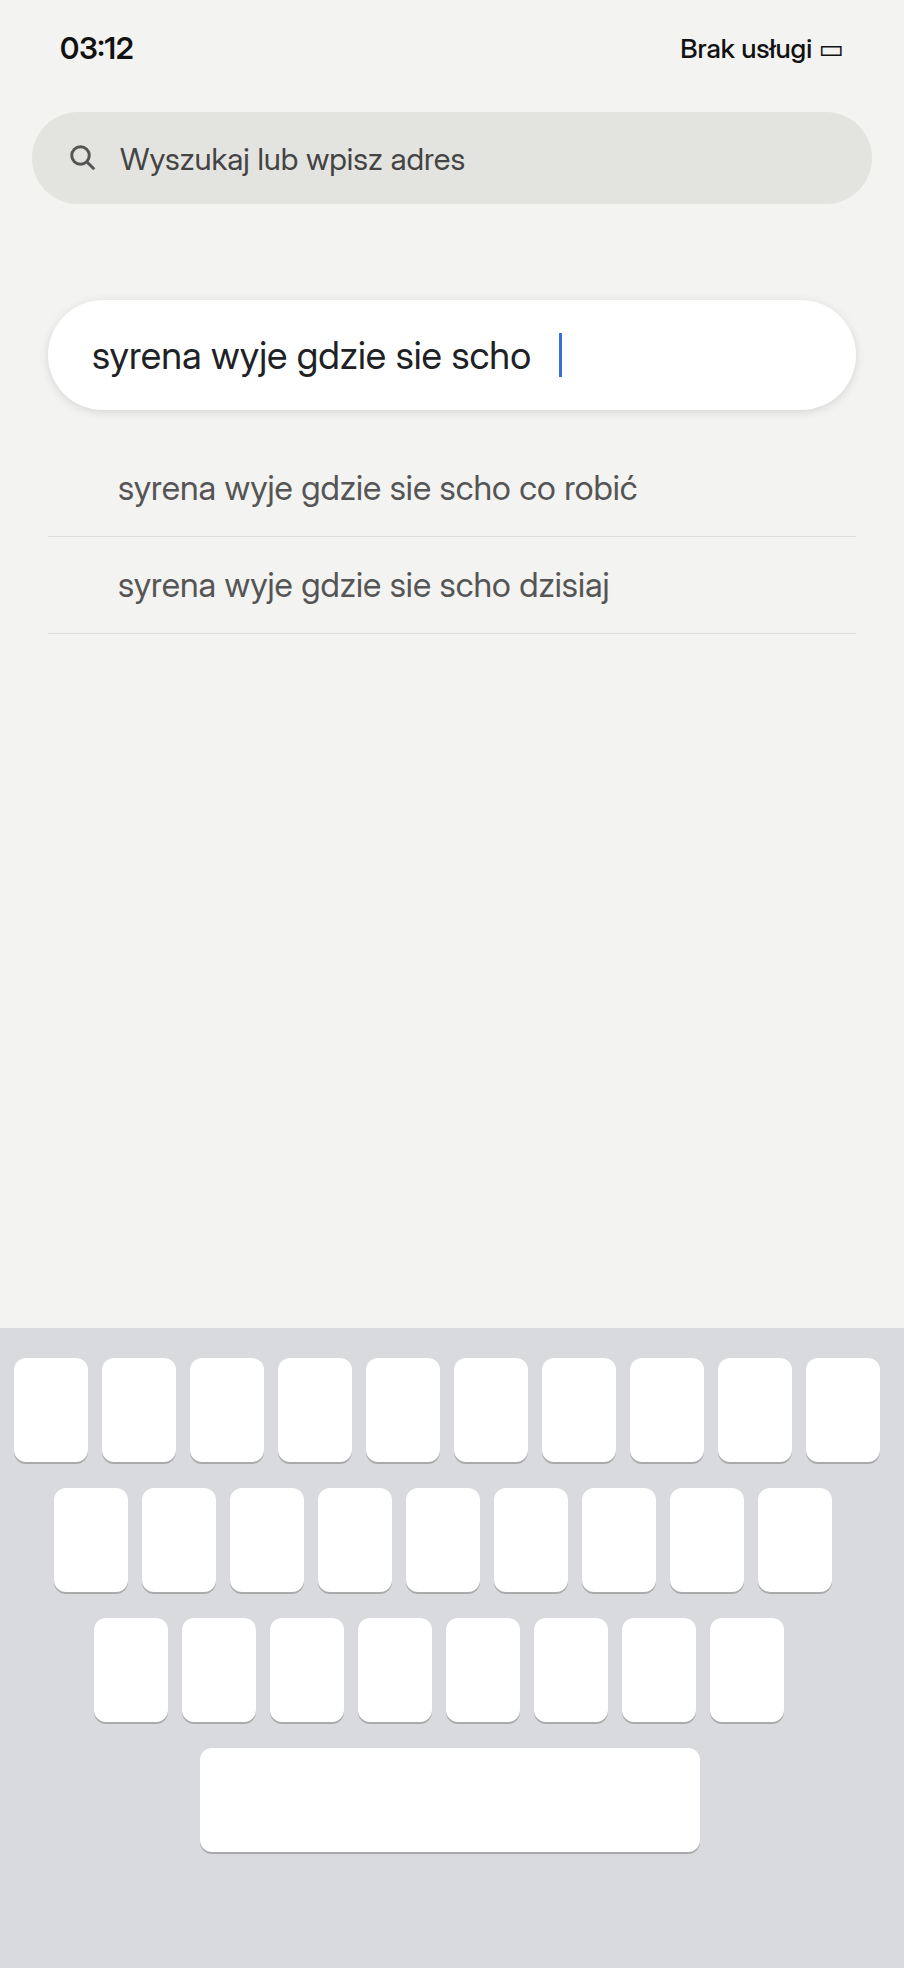 03:12 Brak usługi
Wyszukaj lub wpisz adres
syrena wyje gdzie sie scho
syrena wyje gdzie sie scho co robić
syrena wyje gdzie sie scho dzisiaj